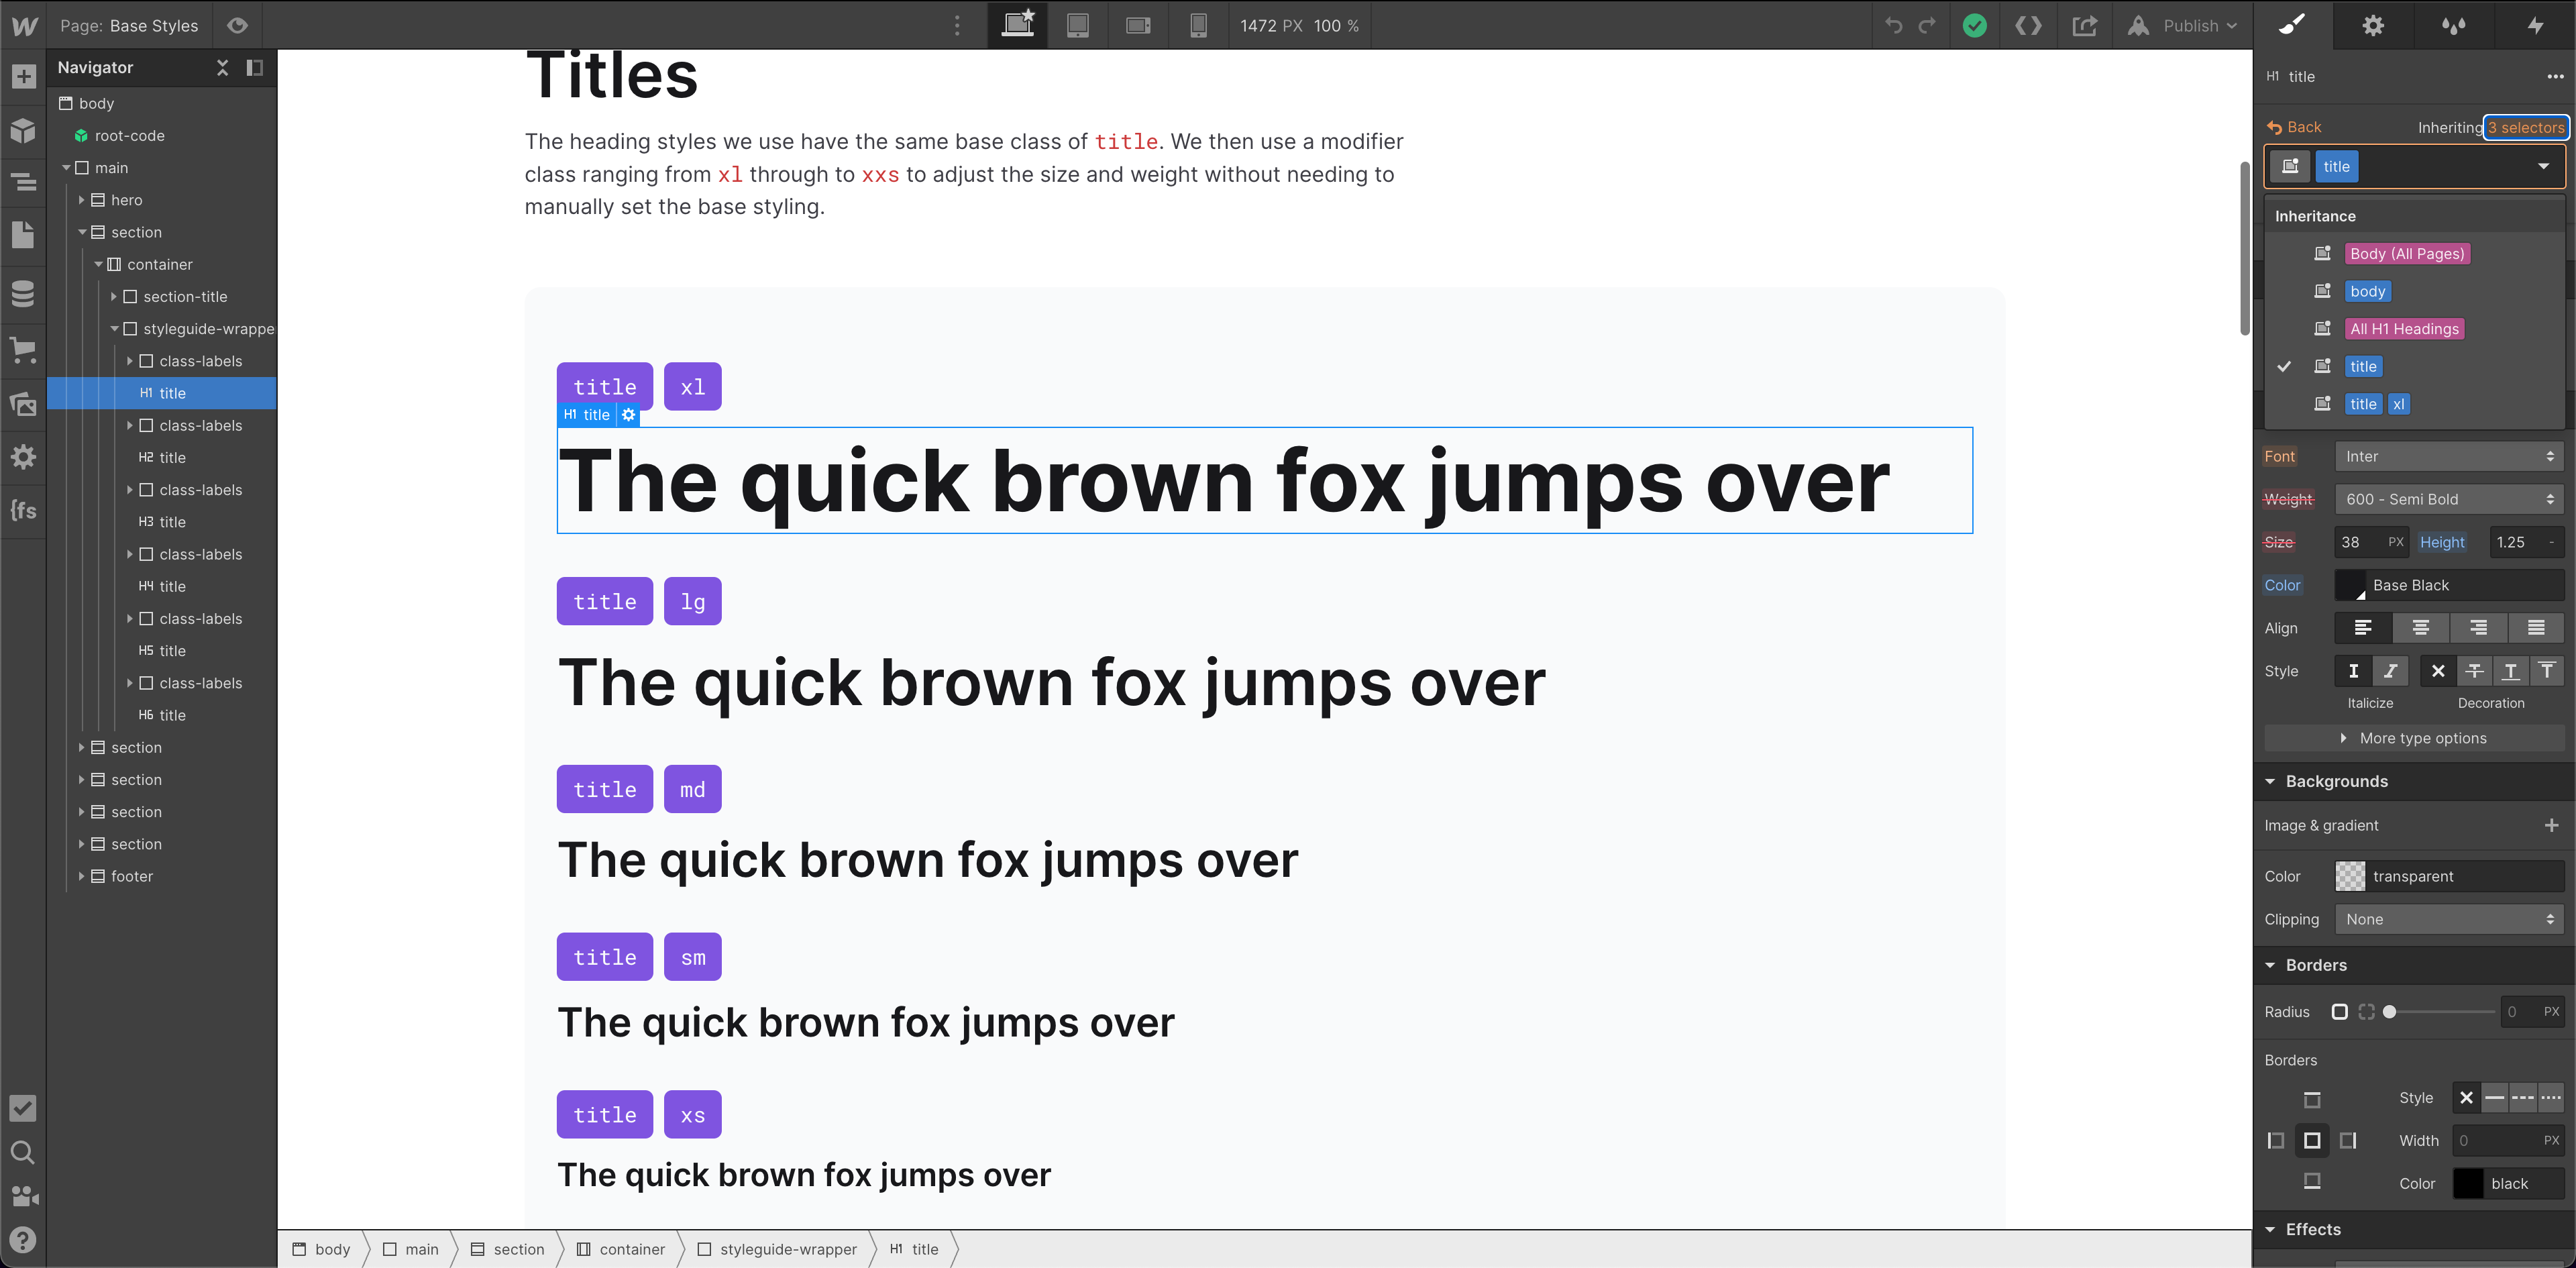 Page: Base Styles
1472 PX 100 %
Publish
Navigator
body
root-code
main
hero
section
container
section-title
styleguide-wrappe
class-labels
H1 title
class-labels
H2 title
class-labels
H3 title
class-labels
H4 title
class-labels
H5 title
class-labels
H6 title
section
section
section
section
footer
{fs
Titles
The heading styles we use have the same base class of title. We then use a modifier
class ranging from xl through to xxs to adjust the size and weight without needing to
manually set the base styling.
title xl
H1 title
The quick brown fox jumps over
title lg
The quick brown fox jumps over
title md
The quick brown fox jumps over
title sm
The quick brown fox jumps over
title xs
The quick brown fox jumps over
body main section container styleguide-wrapper H1 title
H1 title
Back Inheriting 3 selectors
title
Inheritance
Body (All Pages)
body
All H1 Headings
title
title xl
Font Inter
Weight 600 - Semi Bold
Size 38 PX Height 1.25 -
Color Base Black
Align
Style
Italicize Decoration
More type options
Backgrounds
Image & gradient
Color transparent
Clipping None
Borders
Radius 0 PX
Borders
Style
Width 0 PX
Color black
Effects